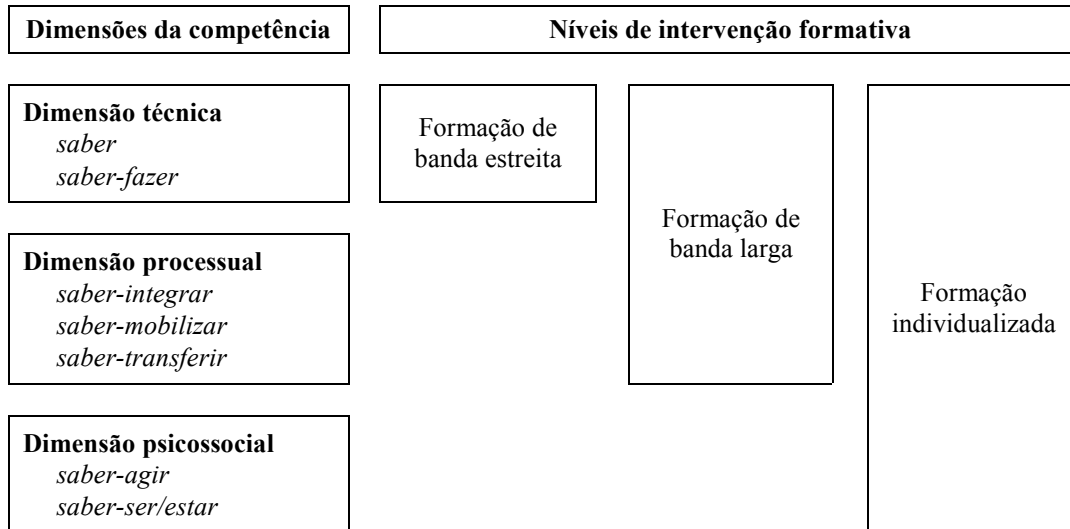 Dimensões da competência
Níveis de intervenção formativa
Dimensão técnica
saber
saber-fazer
Formação de
banda estreita
Formação de
banda larga
Dimensão processual
saber-integrar
saber-mobilizar
saber-transferir
Formação
individualizada
Dimensão psicossocial
saber-agir
saber-ser/estar